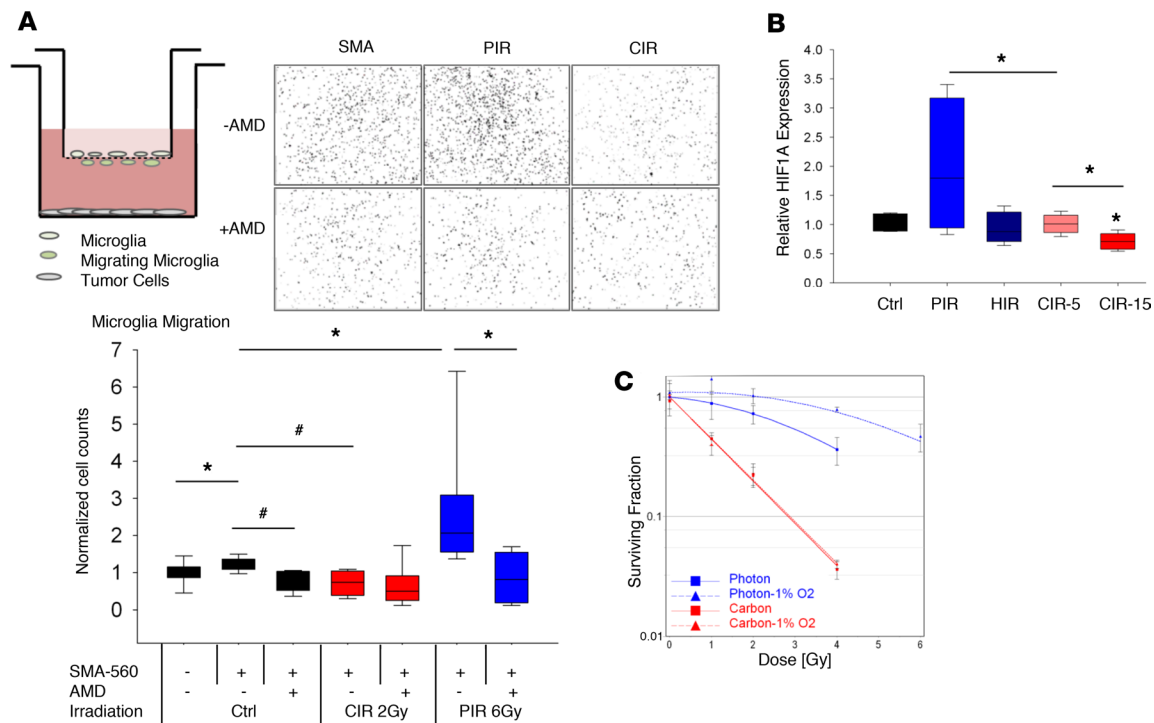 A
SMA PIR CIR
-AMD
+AMD
Microglia
Migrating Microglia
Tumor Cells
Microglia Migration
Normalized cell counts
7
6
5
4
3
2
1
0
*
*
*
#
#
SMA-560 - + + + + + +
AMD - - + - + - +
Irradiation Ctrl CIR 2Gy PIR 6Gy
B
Relative HIF1A Expression
4.0
3.5
3.0
2.5
2.0
1.5
1.0
0.5
0.0
*
*
*
Ctrl PIR HIR CIR-5 CIR-15
C
Surviving Fraction
1
0.1
0.01
Photon
Photon-1% O2
Carbon
Carbon-1% O2
0 1 2 3 4 5 6
Dose [Gy]